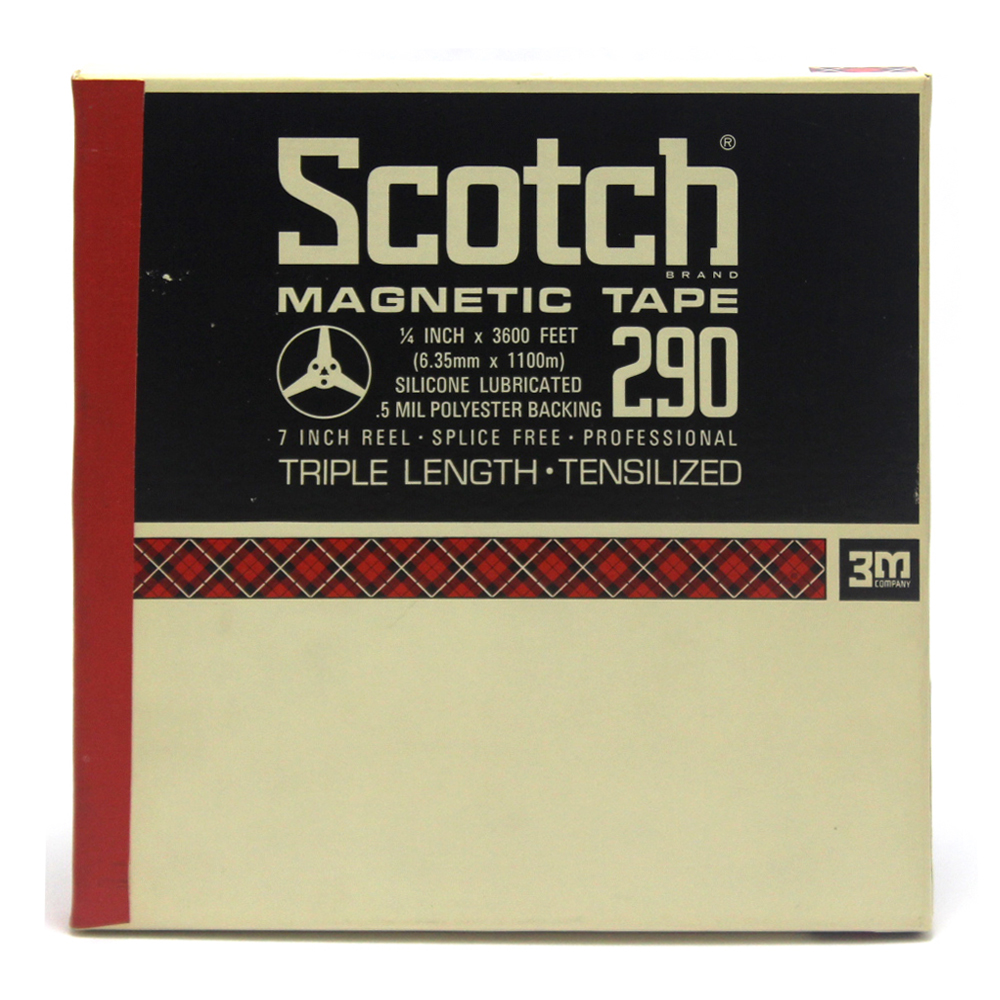 Scotch®
BRAND
MAGNETIC TAPE
¼ INCH x 3600 FEET
(6.35mm x 1100m)
SILICONE LUBRICATED
.5 MIL POLYESTER BACKING
290
7 INCH REEL · SPLICE FREE · PROFESSIONAL
TRIPLE LENGTH · TENSILIZED
3M
COMPANY